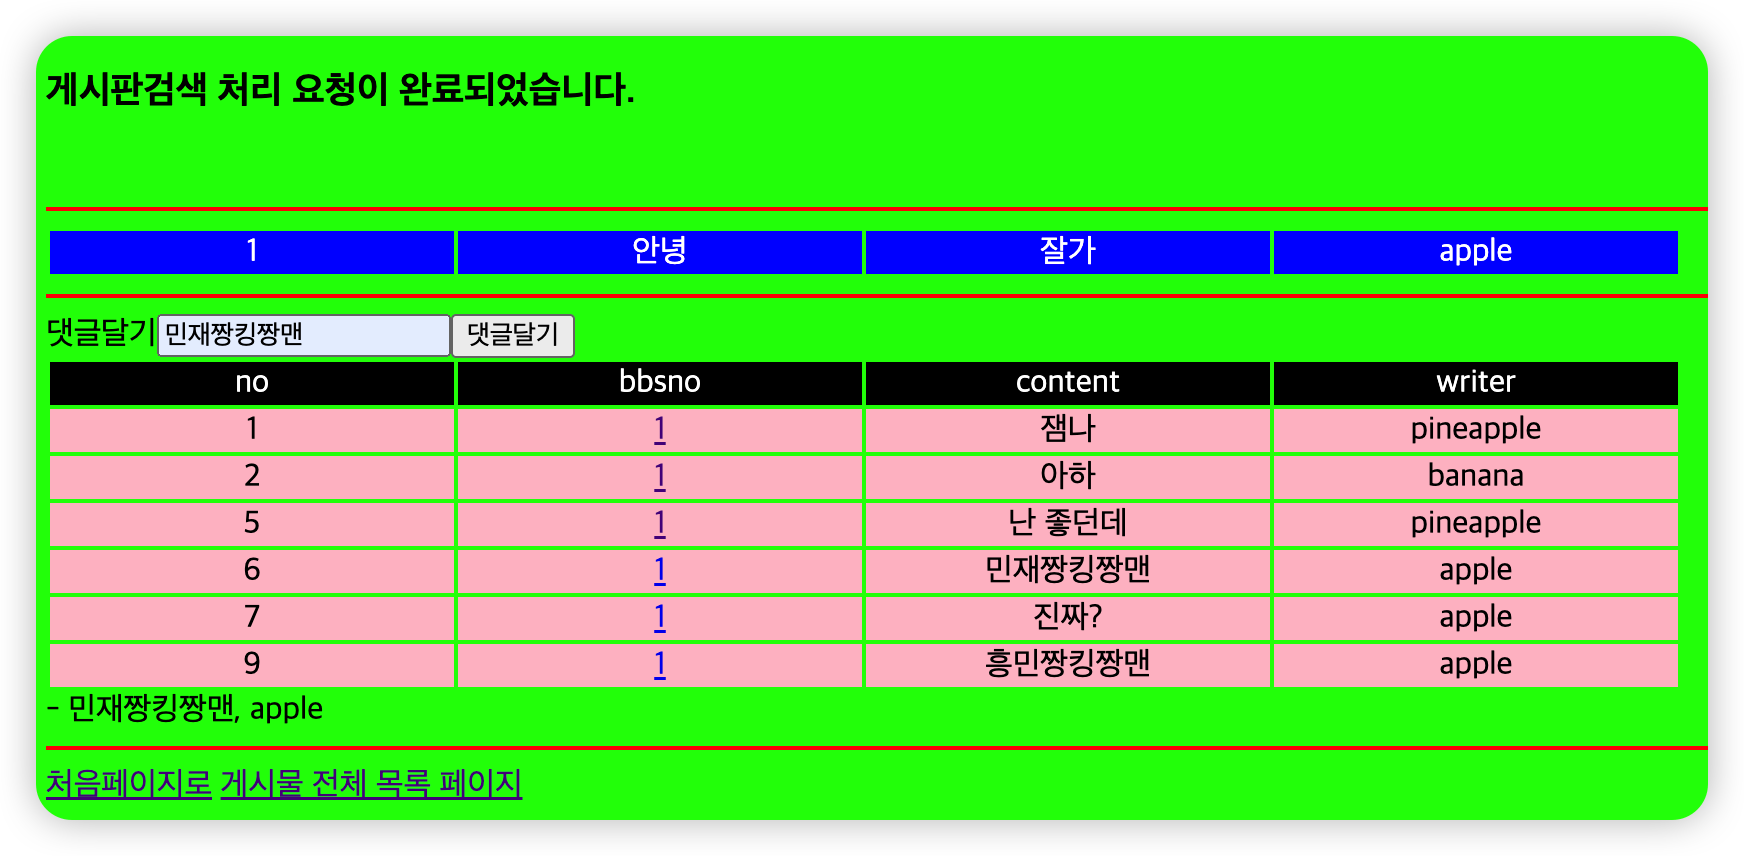 게시판검색 처리 요청이 완료되었습니다.
1 안녕 잘가 apple
댓글달기 민재짱킹짱맨 댓글달기
no bbsno content writer
1 1 잼나 pineapple
2 1 아하 banana
5 1 난 좋던데 pineapple
6 1 민재짱킹짱맨 apple
7 1 진짜? apple
9 1 흥민짱킹짱맨 apple
- 민재짱킹짱맨, apple
처음페이지로 게시물 전체 목록 페이지